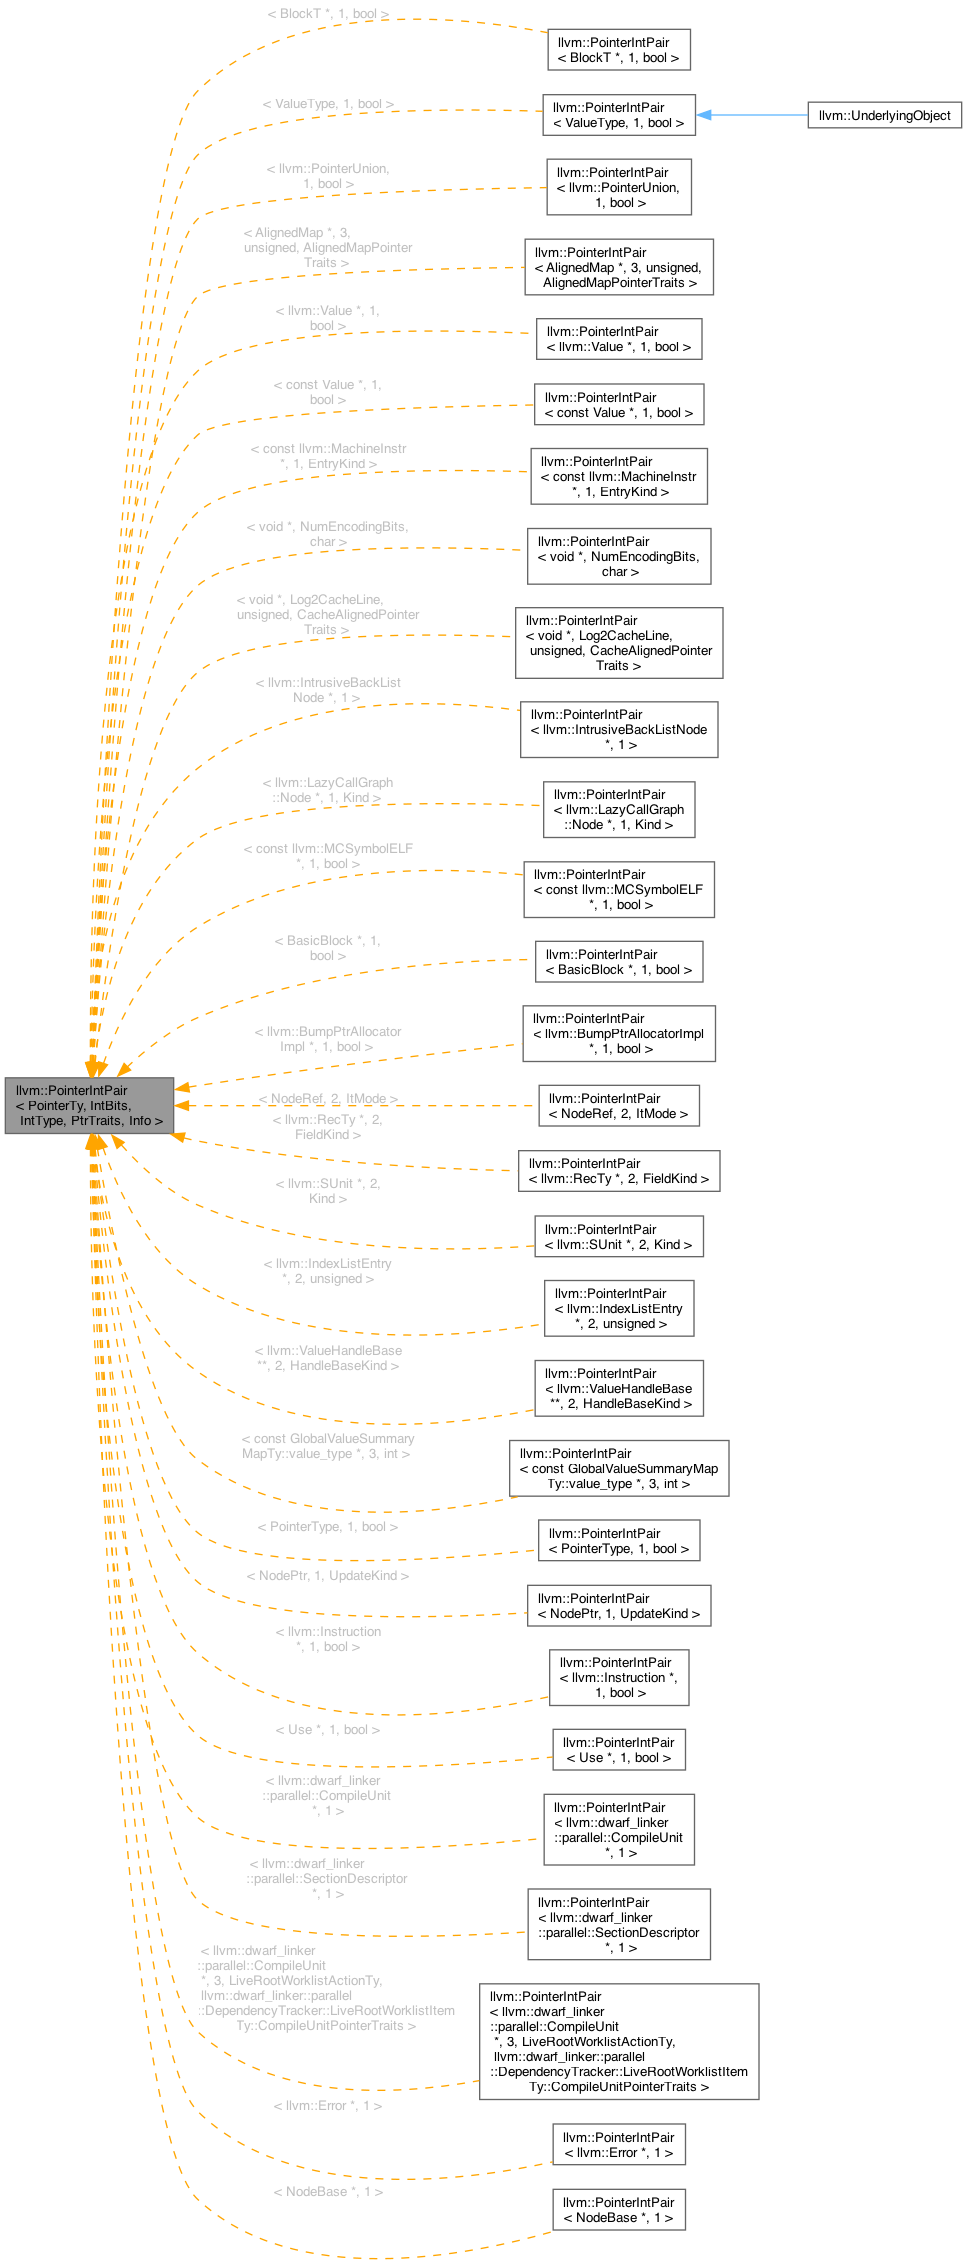 < BlockT *, 1, bool >
llvm::PointerIntPair
< BlockT *, 1, bool >
< ValueType, 1, bool >
llvm::PointerIntPair
< ValueType, 1, bool >
llvm::UnderlyingObject
< llvm::PointerUnion,
1, bool >
llvm::PointerIntPair
< llvm::PointerUnion,
1, bool >
< AlignedMap *, 3,
unsigned, AlignedMapPointer
Traits >
llvm::PointerIntPair
< AlignedMap *, 3, unsigned,
AlignedMapPointerTraits >
< llvm::Value *, 1,
bool >
llvm::PointerIntPair
< llvm::Value *, 1, bool >
< const Value *, 1,
bool >
llvm::PointerIntPair
< const Value *, 1, bool >
< const llvm::MachineInstr
*, 1, EntryKind >
llvm::PointerIntPair
< const llvm::MachineInstr
*, 1, EntryKind >
< void *, NumEncodingBits,
char >
llvm::PointerIntPair
< void *, NumEncodingBits,
char >
< void *, Log2CacheLine,
unsigned, CacheAlignedPointer
Traits >
llvm::PointerIntPair
< void *, Log2CacheLine,
unsigned, CacheAlignedPointer
Traits >
< llvm::IntrusiveBackList
Node *, 1 >
llvm::PointerIntPair
< llvm::IntrusiveBackListNode
*, 1 >
< llvm::LazyCallGraph
::Node *, 1, Kind >
llvm::PointerIntPair
< llvm::LazyCallGraph
::Node *, 1, Kind >
< const llvm::MCSymbolELF
*, 1, bool >
llvm::PointerIntPair
< const llvm::MCSymbolELF
*, 1, bool >
< BasicBlock *, 1,
bool >
llvm::PointerIntPair
< BasicBlock *, 1, bool >
< llvm::BumpPtrAllocator
Impl *, 1, bool >
llvm::PointerIntPair
< llvm::BumpPtrAllocatorImpl
*, 1, bool >
llvm::PointerIntPair
< PointerTy, IntBits,
IntType, PtrTraits, Info >
< NodeRef, 2, ItMode >
llvm::PointerIntPair
< NodeRef, 2, ItMode >
< llvm::RecTy *, 2,
FieldKind >
llvm::PointerIntPair
< llvm::RecTy *, 2, FieldKind >
< llvm::SUnit *, 2,
Kind >
llvm::PointerIntPair
< llvm::SUnit *, 2, Kind >
< llvm::IndexListEntry
*, 2, unsigned >
llvm::PointerIntPair
< llvm::IndexListEntry
*, 2, unsigned >
< llvm::ValueHandleBase
**, 2, HandleBaseKind >
llvm::PointerIntPair
< llvm::ValueHandleBase
**, 2, HandleBaseKind >
< const GlobalValueSummary
MapTy::value_type *, 3, int >
llvm::PointerIntPair
< const GlobalValueSummaryMap
Ty::value_type *, 3, int >
< PointerType, 1, bool >
llvm::PointerIntPair
< PointerType, 1, bool >
< NodePtr, 1, UpdateKind >
llvm::PointerIntPair
< NodePtr, 1, UpdateKind >
< llvm::Instruction
*, 1, bool >
llvm::PointerIntPair
< llvm::Instruction *,
1, bool >
< Use *, 1, bool >
llvm::PointerIntPair
< Use *, 1, bool >
< llvm::dwarf_linker
::parallel::CompileUnit
*, 1 >
llvm::PointerIntPair
< llvm::dwarf_linker
::parallel::CompileUnit
*, 1 >
< llvm::dwarf_linker
::parallel::SectionDescriptor
*, 1 >
llvm::PointerIntPair
< llvm::dwarf_linker
::parallel::SectionDescriptor
*, 1 >
< llvm::dwarf_linker
::parallel::CompileUnit
*, 3, LiveRootWorklistActionTy,
llvm::dwarf_linker::parallel
::DependencyTracker::LiveRootWorklistItem
Ty::CompileUnitPointerTraits >
llvm::PointerIntPair
< llvm::dwarf_linker
::parallel::CompileUnit
*, 3, LiveRootWorklistActionTy,
llvm::dwarf_linker::parallel
::DependencyTracker::LiveRootWorklistItem
Ty::CompileUnitPointerTraits >
< llvm::Error *, 1 >
llvm::PointerIntPair
< llvm::Error *, 1 >
< NodeBase *, 1 >
llvm::PointerIntPair
< NodeBase *, 1 >